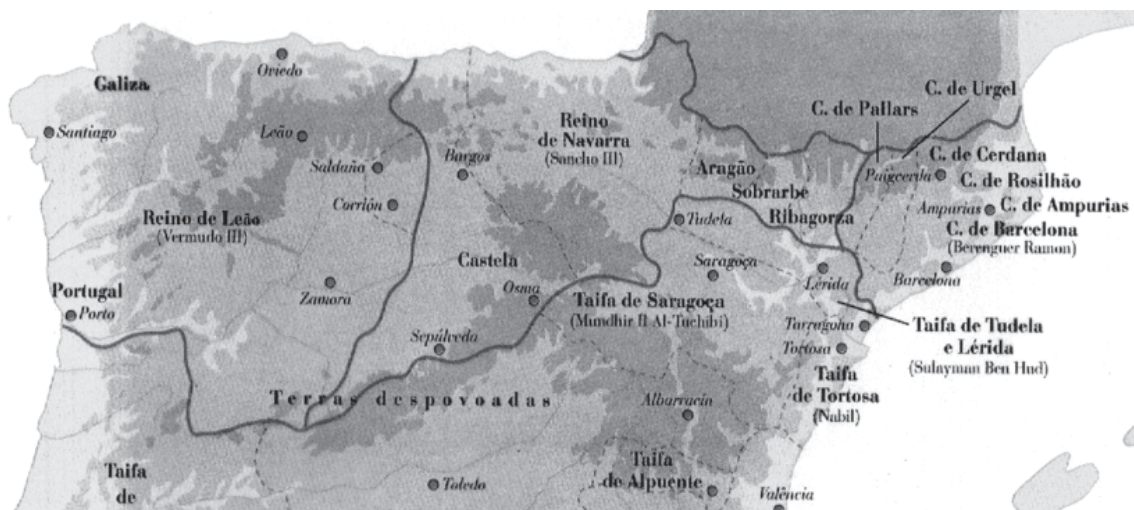 Oviedo
Galiza
Santiago
Leão
Saldaña
Corrión
Burgos
Reino
de Navarra
(Sancho III)
Aragão
Sobrarbe
Ribagorza
C. de Pallars
C. de Urgel
C. de Cerdana
Puigcerda
C. de Rosilhão
Ampurias
C. de Ampurias
C. de Barcelona
(Berenguer Ramon)
Barcelona
Reino de Leão
(Vermudo III)
Zamora
Portugal
Porto
Castela
Osma
Sepúlveda
Tudela
Saragoça
Taifa de Saragoça
(Mundhir II Al-Tuchibi)
Lérida
Tarragona
Tortosa
Taifa de Tudela
e Lérida
(Sulayman Ben Hud)
Taifa
de Tortosa
(Nabil)
Terras despovoadas
Albarracín
Taifa
de Alpuente
Toledo
Valência
Taifa
de